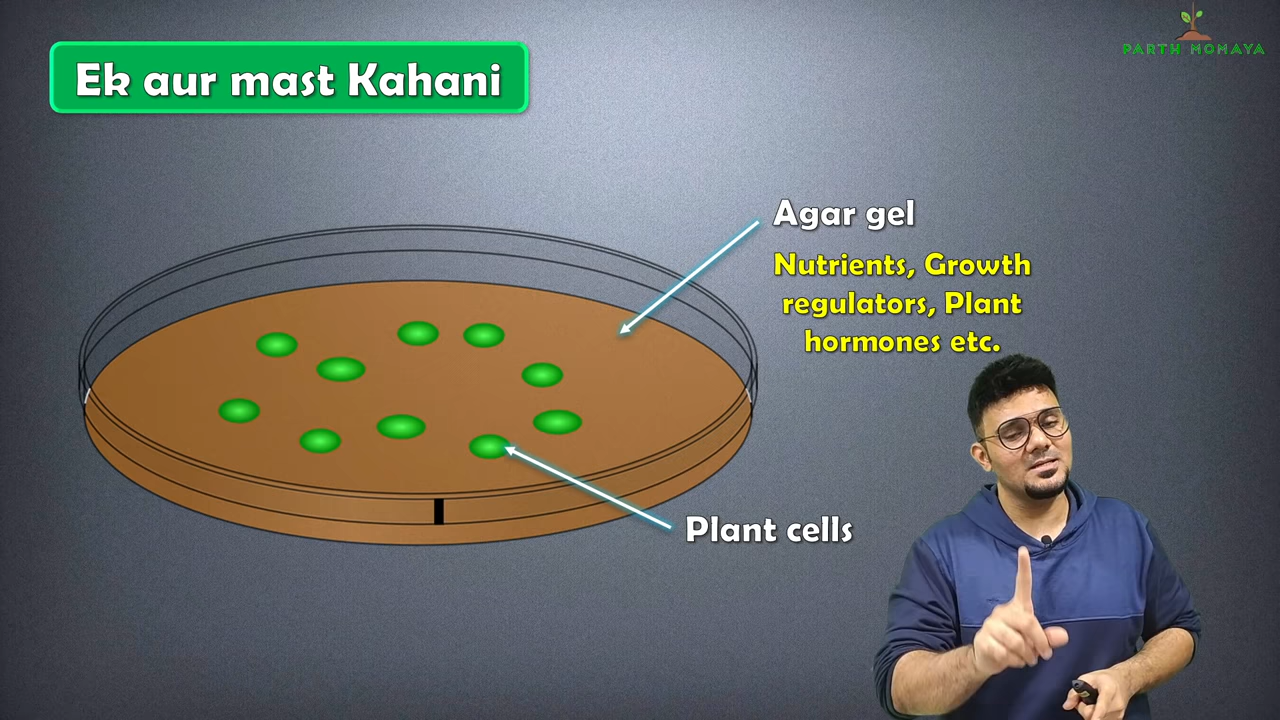 PARTH MOMAYA
Ek aur mast Kahani
Agar gel
Nutrients, Growth
regulators, Plant
hormones etc.
Plant cells